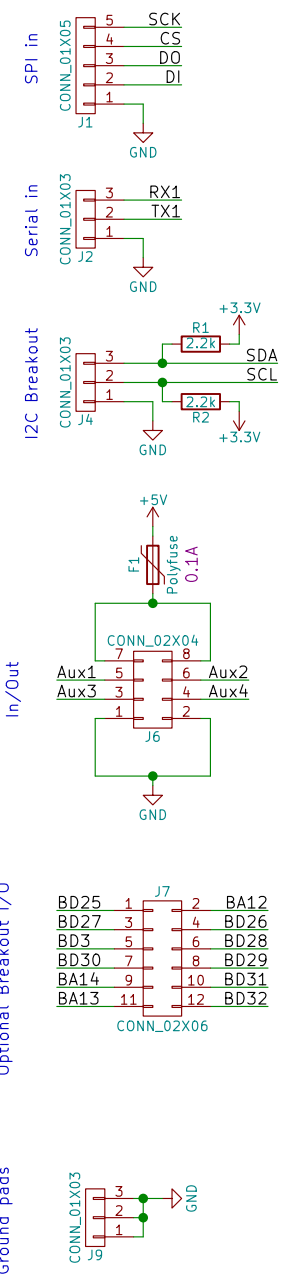 SPI in
CONN_01X05
5 SCK
4 CS
3 DO
2 DI
1
J1
GND
Serial in
CONN_01X03
3 RX1
2 TX1
1
J2
GND
I2C Breakout
CONN_01X03
+3.3V
R1
2.2k
3 SDA
2 SCL
1
2.2k
R2
J4
+3.3V
GND
+5V
F1
Polyfuse
0.1A
In/Out
CONN_02X04
7 8
Aux1 5 6 Aux2
Aux3 3 4 Aux4
1 2
J6
GND
Optional Breakout I/O
J7
BD25 1 2 BA12
BD27 3 4 BD26
BD3 5 6 BD28
BD30 7 8 BD29
BA14 9 10 BD31
BA13 11 12 BD32
CONN_02X06
Ground pads
CONN_01X03
3
2
1
GND
J9